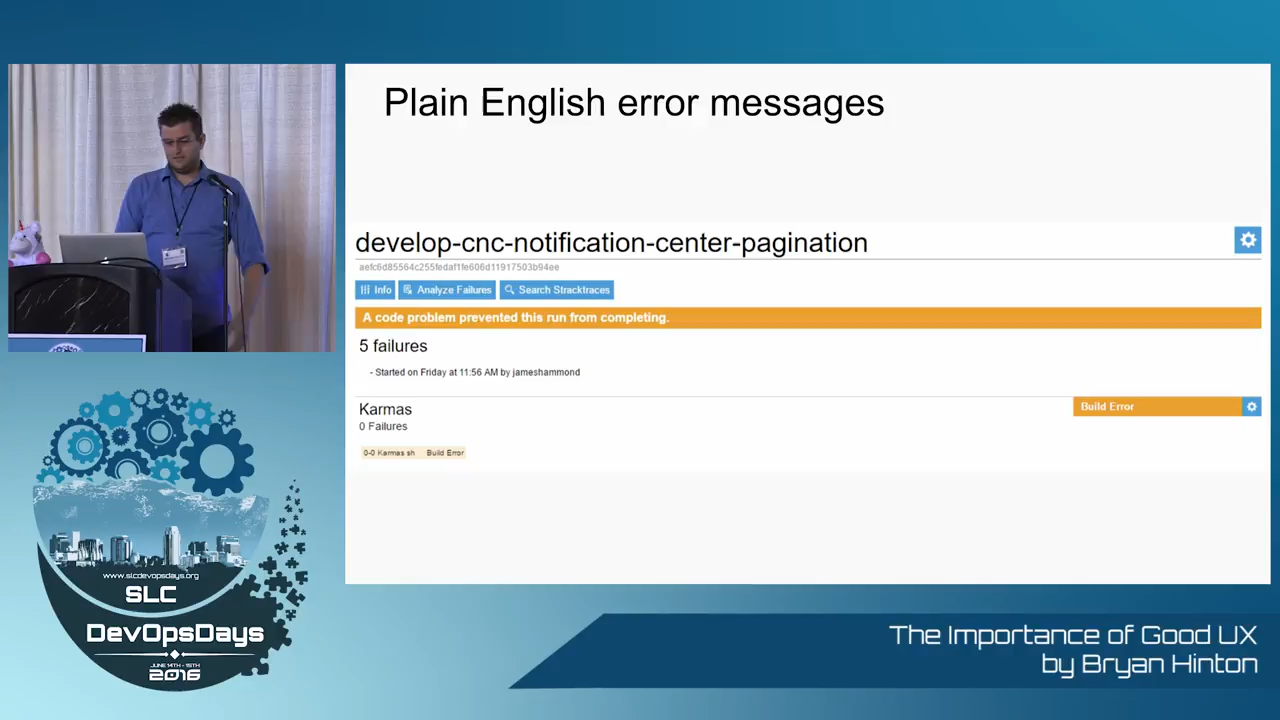 Plain English error messages
develop-cnc-notification-center-pagination
aefc6d85564c255fedaf1fe606d11917503b94ee
Info
Analyze Failures
Search Stracktraces
A code problem prevented this run from completing.
5 failures
- Started on Friday at 11:56 AM by jameshammond
Karmas
Build Error
0 Failures
0-0 Karmas sh
Build Error
www.slcdevopsdays.org
SLC
DevOpsDays
JUNE 14TH - 15TH
2016
The Importance of Good UX
by Bryan Hinton